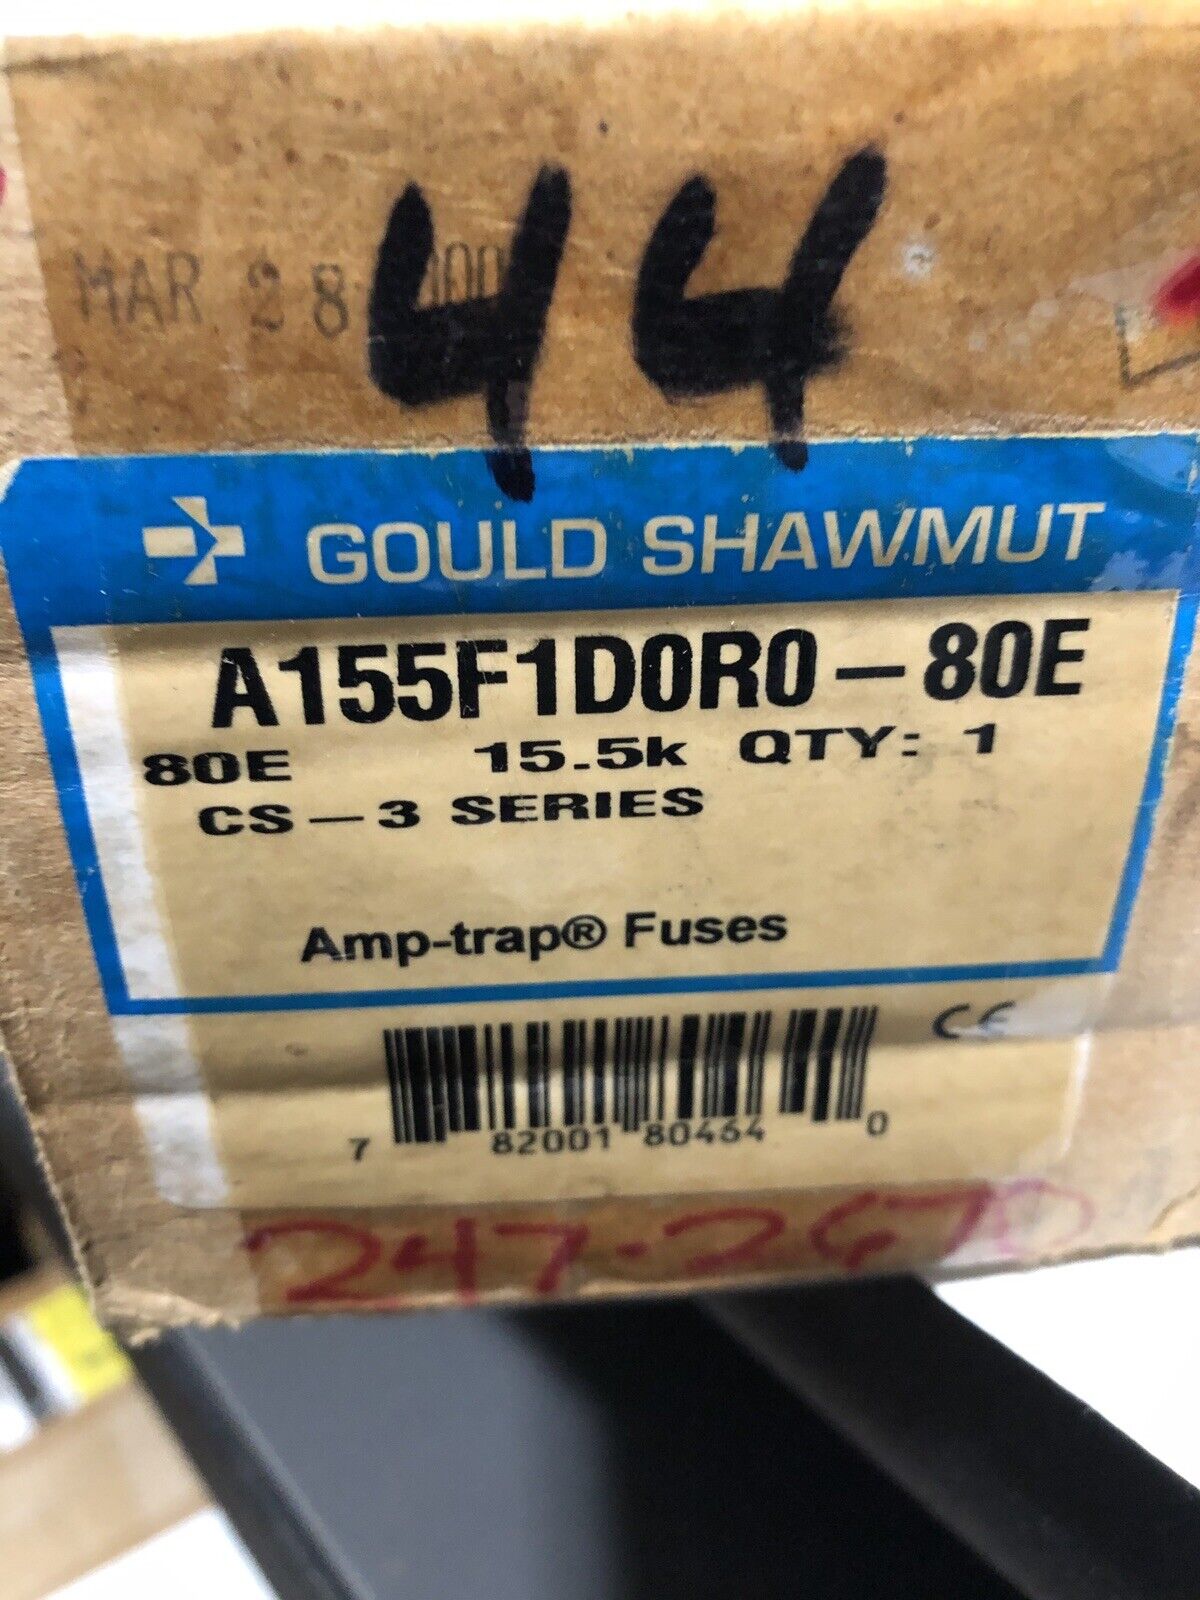 44
MAR 28
GOULD SHAWMUT
A155F1D0R0-80E
80E 15.5k QTY: 1
CS-3 SERIES
Amp-trap® Fuses
CE
7 82001 80464 0
247-2670